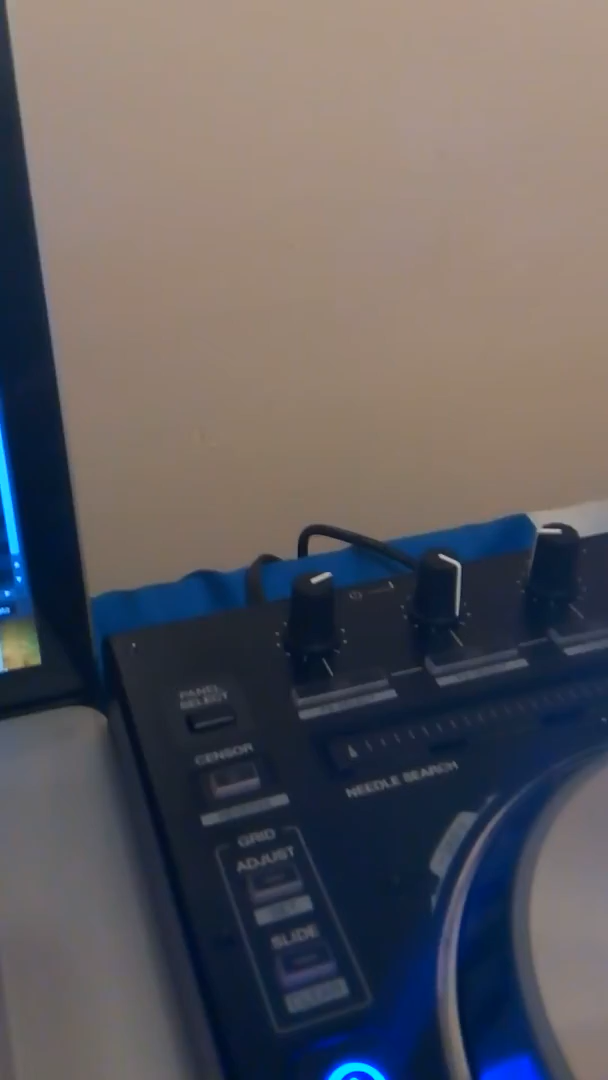 PANEL
SELECT
CENSOR
NEEDLE SEARCH
GRID
ADJUST
SLIDE